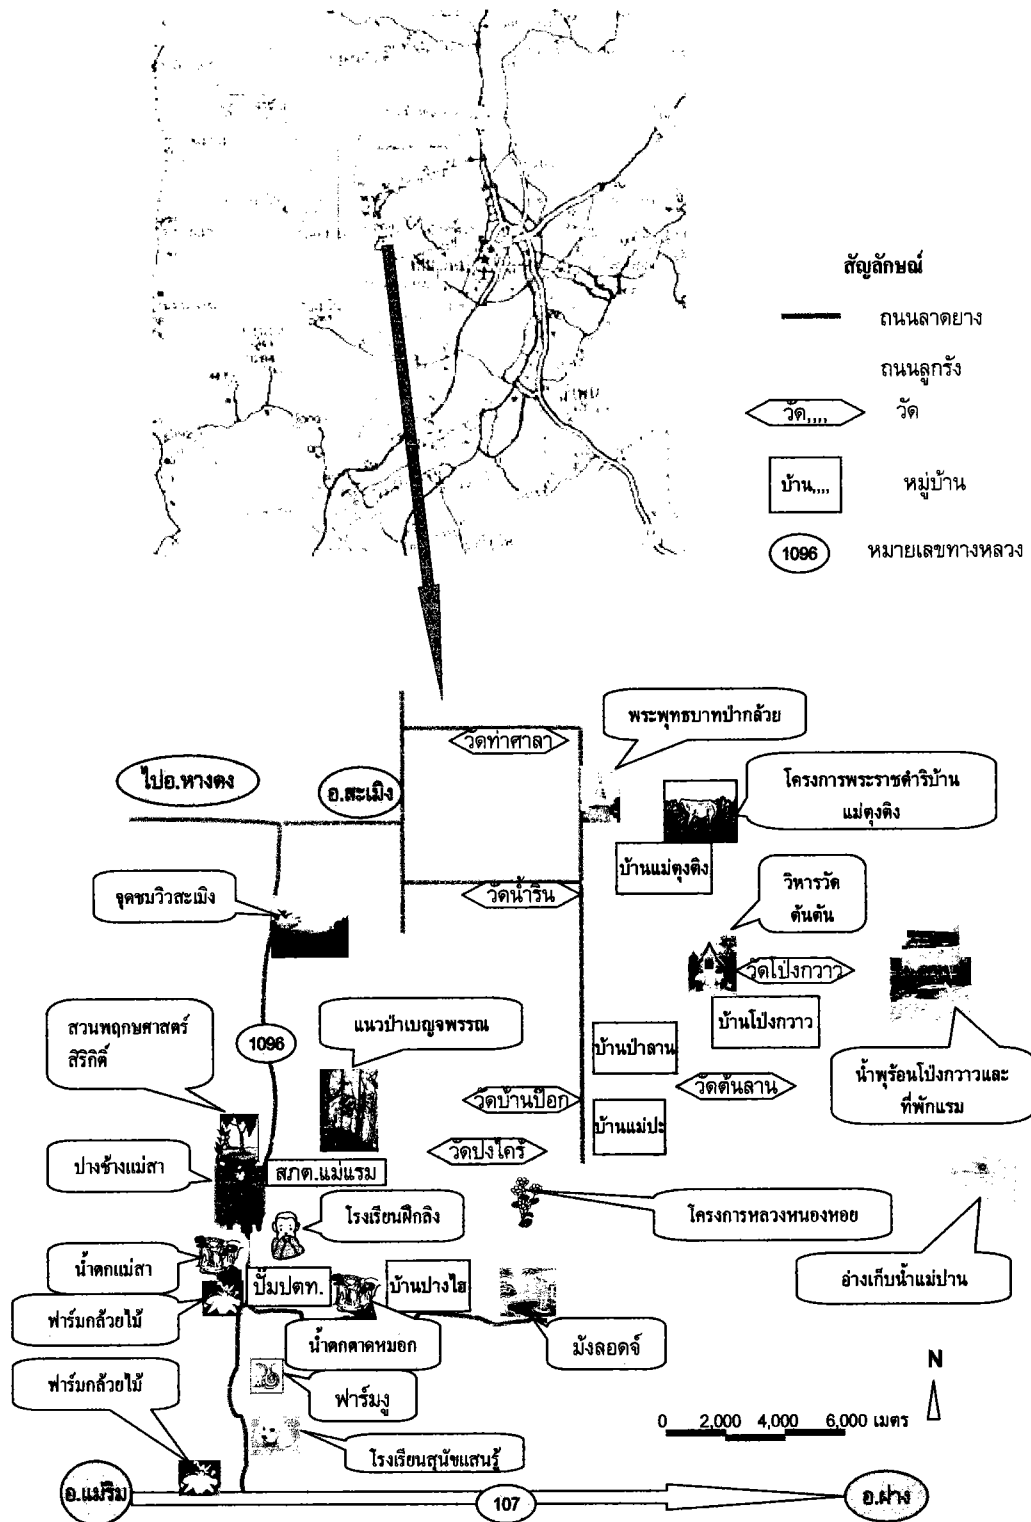 สัญลักษณ์
ถนนลาดยาง
ถนนลูกรัง
วัด,,,,
วัด
บ้าน,,,,
หมู่บ้าน
1096
หมายเลขทางหลวง
พระพุทธบาทป่ากล้วย
วัดท่าศาลา
ไปอ.หางดง
อ.สะเมิง
โครงการพระราชดำริบ้าน
แม่ตุงติง
บ้านแม่ตุงติง
จุดชมวิวสะเมิง
วัดน้ำริน
วิหารวัด
ต้นตัน
วัดโป่งกวาว
สวนพฤกษศาสตร์
สิริกิติ์
1096
แนวป่าเบญจพรรณ
บ้านโป่งกวาว
บ้านป่าลาน
น้ำพุร้อนโป่งกวาวและ
ที่พักแรม
วัดต้นลาน
วัดบ้านป๊อก
บ้านแม่ปะ
วัดปงไคร้
ปางช้างแม่สา
สภต.แม่แรม
โรงเรียนฝึกลิง
โครงการหลวงหนองหอย
น้ำตกแม่สา
อ่างเก็บน้ำแม่ปาน
ปั๊มปตท.
บ้านปางไฮ
ฟาร์มกล้วยไม้
น้ำตกตาดหมอก
มังลอดจ์
ฟาร์มกล้วยไม้
ฟาร์มงู
N
0 2,000 4,000 6,000 เมตร
โรงเรียนสุนัขแสนรู้
อ.แม่ริม
107
อ.ฝาง